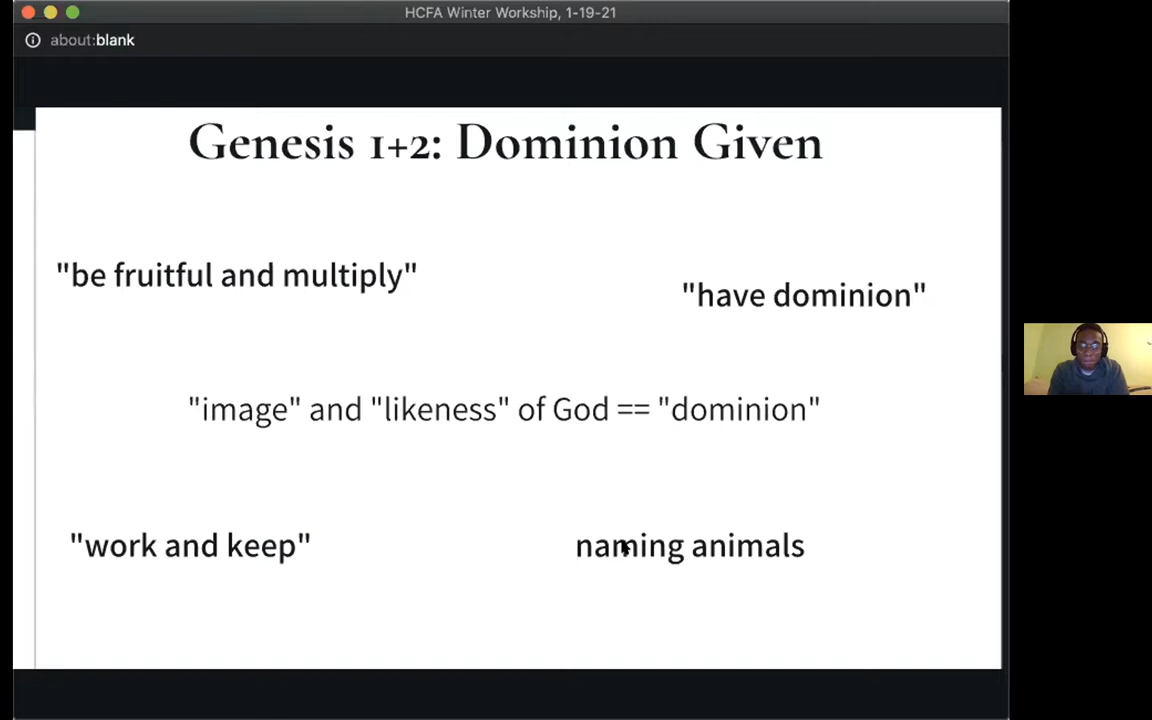 HCFA Winter Workship, 1-19-21
about:blank
Genesis 1+2: Dominion Given
"be fruitful and multiply"
"have dominion"
"image" and "likeness" of God == "dominion"
"work and keep"
naming animals